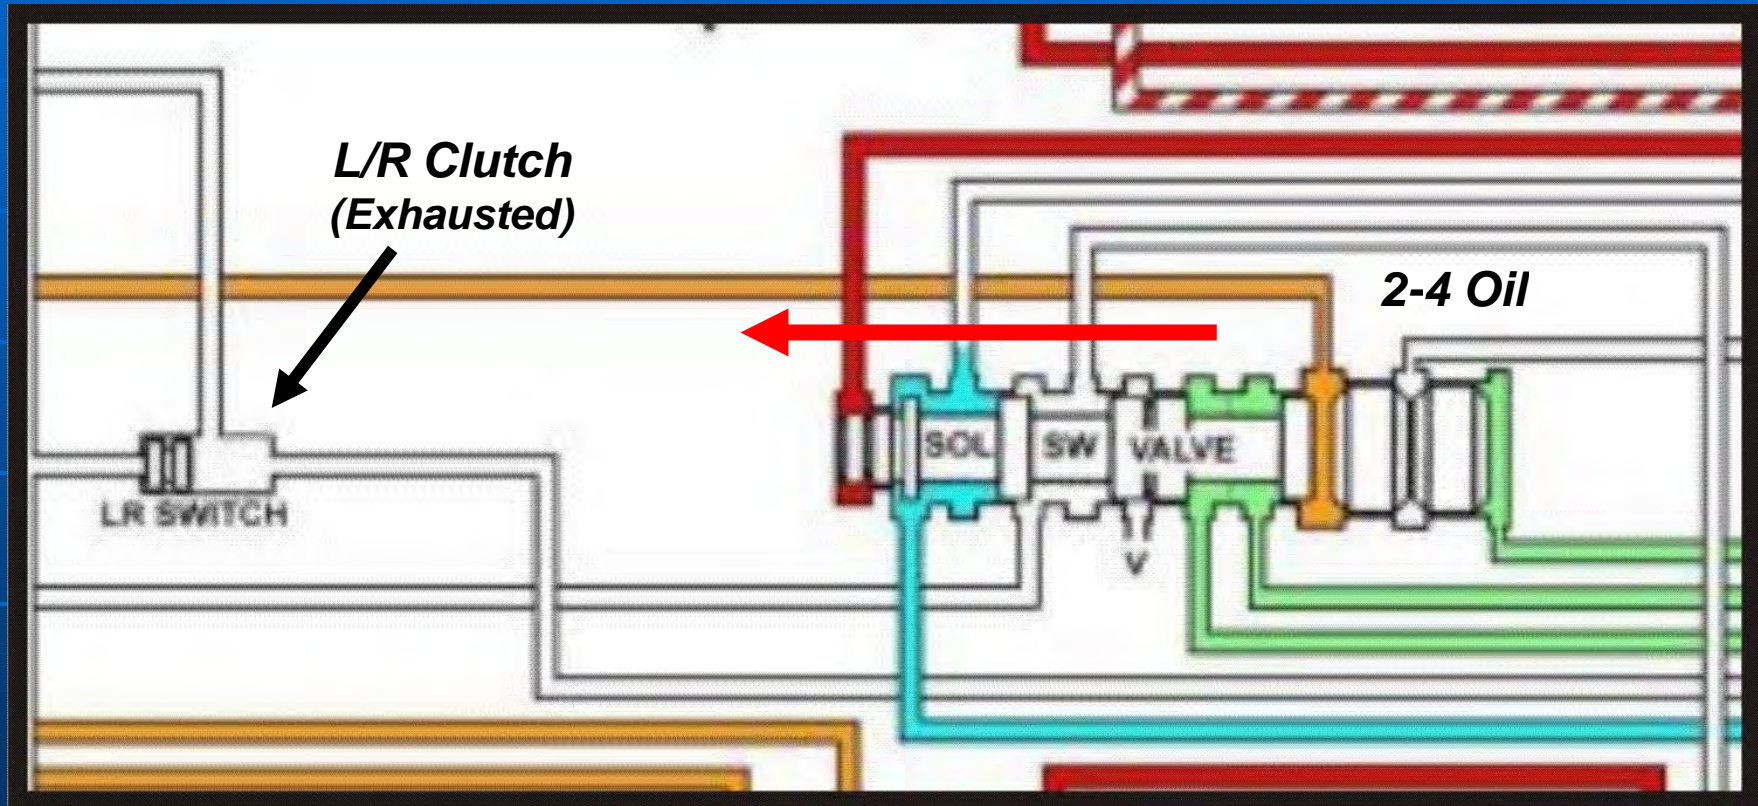 L/R Clutch
(Exhausted)
2-4 Oil
SOL SW VALVE
LR SWITCH
V